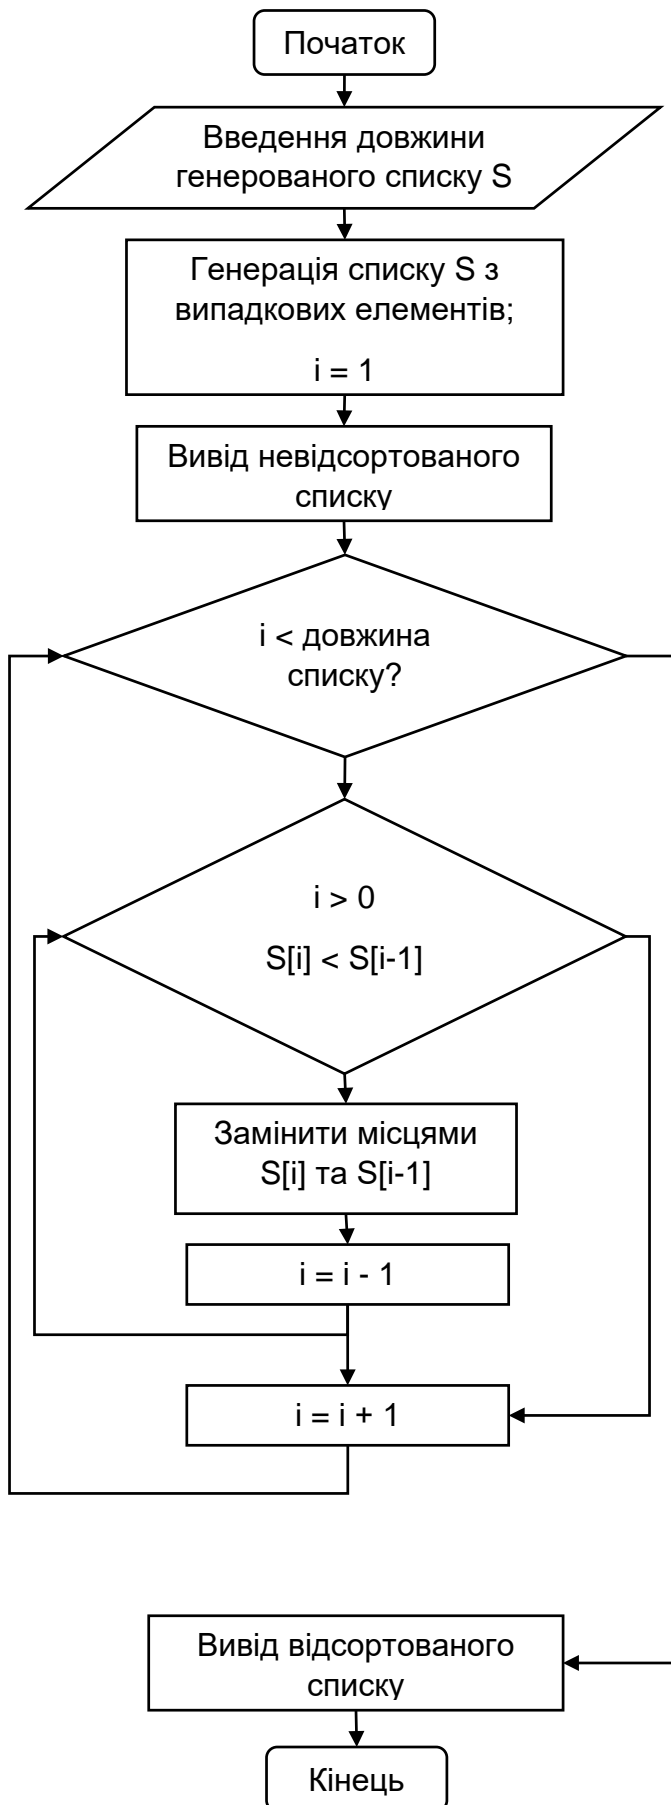 Початок
Введення довжини
генерованого списку S
Генерація списку S з
випадкових елементів;
i = 1
Вивід невідсортованого
списку
i < довжина
списку?
i > 0
S[i] < S[i-1]
Замінити місцями
S[i] та S[i-1]
i = i - 1
i = i + 1
Вивід відсортованого
списку
Кінець